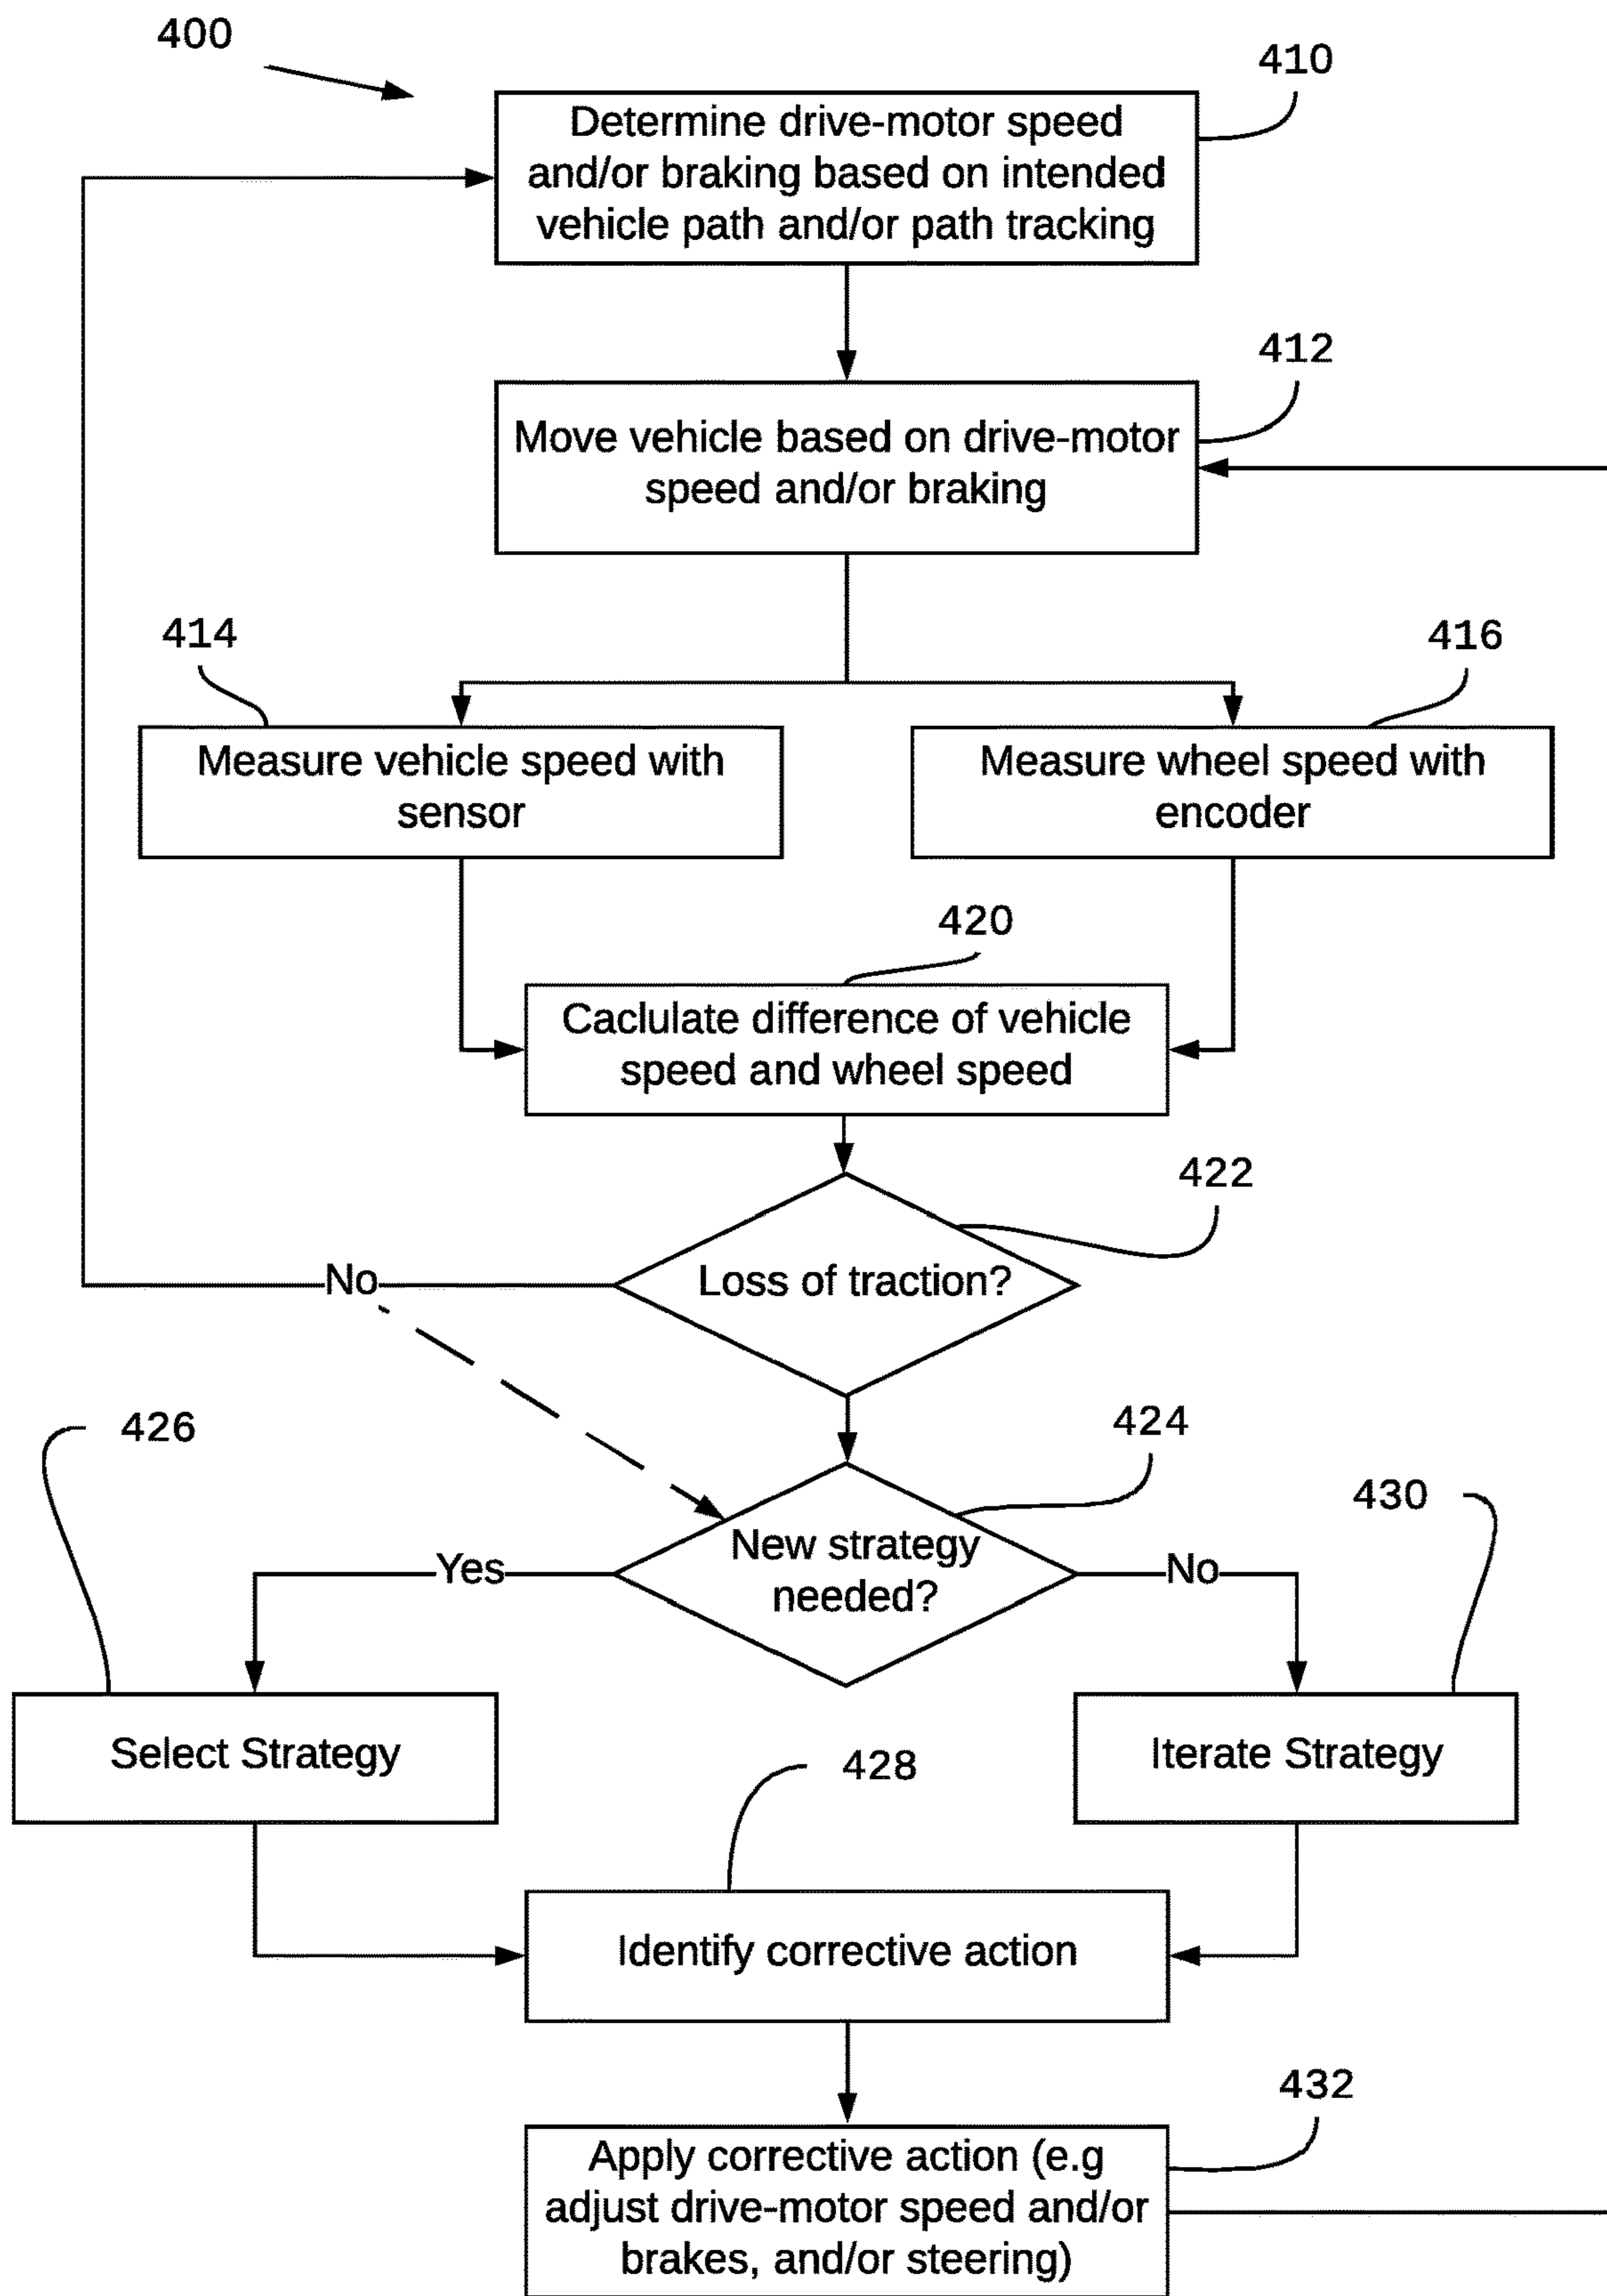 400
410
Determine drive-motor speed
and/or braking based on intended
vehicle path and/or path tracking
412
Move vehicle based on drive-motor
speed and/or braking
414
416
Measure vehicle speed with
sensor
Measure wheel speed with
encoder
420
Caclulate difference of vehicle
speed and wheel speed
422
Loss of traction?
No
424
426
430
New strategy
needed?
Yes
No
Select Strategy
Iterate Strategy
428
Identify corrective action
432
Apply corrective action (e.g
adjust drive-motor speed and/or
brakes, and/or steering)